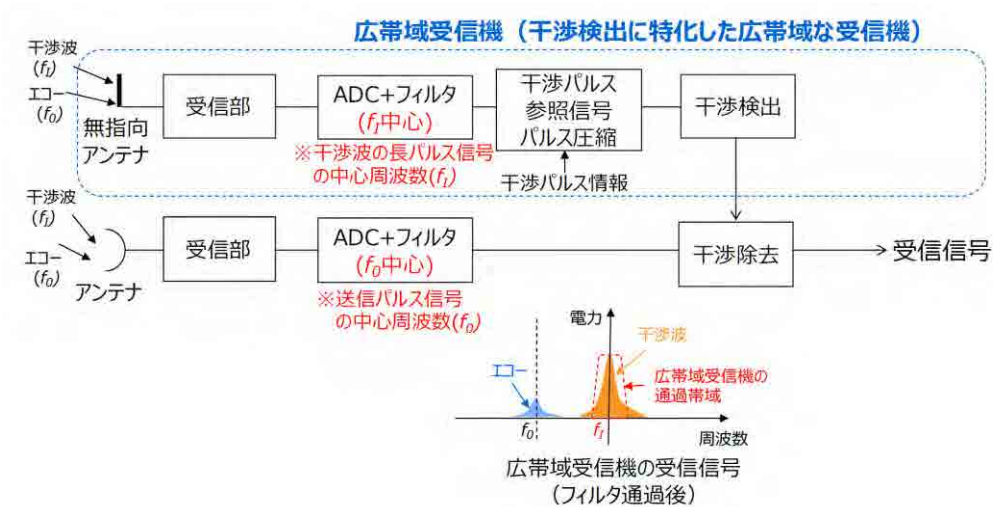 広帯域受信機（干渉検出に特化した広帯域な受信機）
干渉波
(fI)
エコー
(f0)
無指向
アンテナ
受信部
ADC+フィルタ
(fI中心)
※干渉波の長パルス信号
の中心周波数(fI)
干渉パルス
参照信号
パルス圧縮
干渉パルス情報
干渉検出
干渉波
(fI)
エコー
(f0)
アンテナ
受信部
ADC+フィルタ
(f0中心)
※送信パルス信号
の中心周波数(f0)
干渉除去
受信信号
電力
干渉波
エコー
広帯域受信機の
通過帯域
f0
fI
周波数
広帯域受信機の受信信号
（フィルタ通過後）